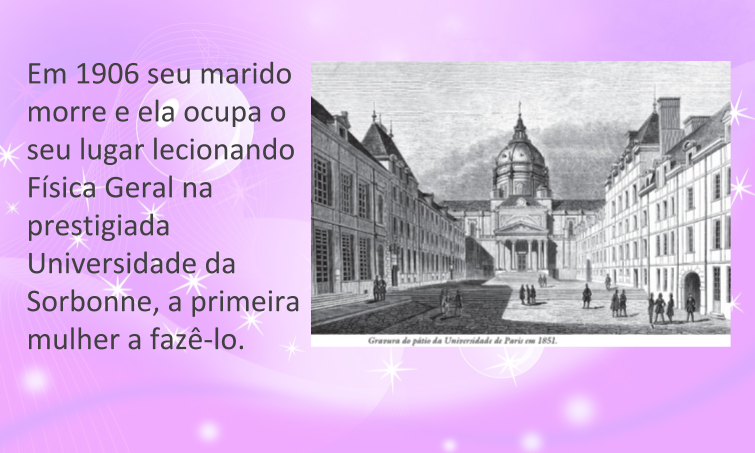 Em 1906 seu marido
morre e ela ocupa o
seu lugar lecionando
Física Geral na
prestigiada
Universidade da
Sorbonne, a primeira
mulher a fazê-lo.
Gravura do pátio da Universidade de Paris em 1851.